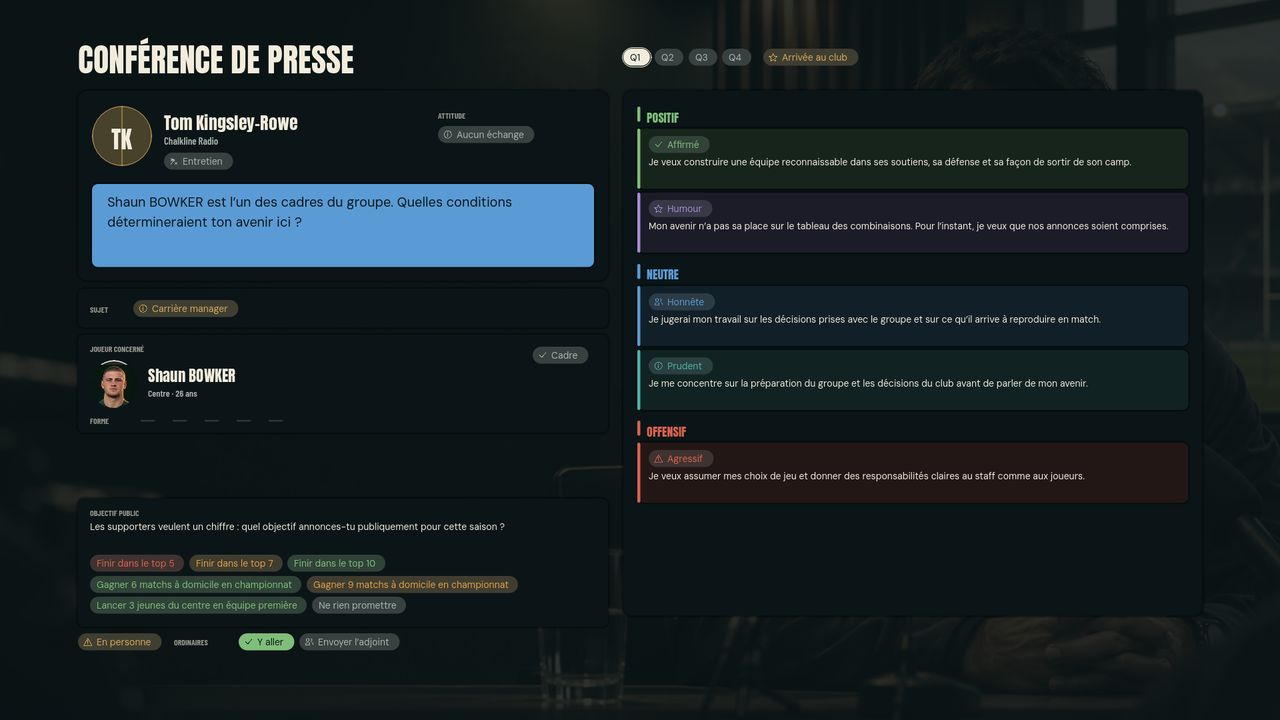 CONFÉRENCE DE PRESSE
Q1 Q2 Q3 Q4 Arrivée au club
TK
Tom Kingsley-Rowe
Chalkline Radio
Entretien
ATTITUDE
Aucun échange
Shaun BOWKER est l'un des cadres du groupe. Quelles conditions
détermineraient ton avenir ici ?
SUJET Carrière manager
JOUEUR CONCERNÉ
Cadre
Shaun BOWKER
Centre · 26 ans
FORME
OBJECTIF PUBLIC
Les supporters veulent un chiffre : quel objectif annonces-tu publiquement pour cette saison ?
Finir dans le top 5 Finir dans le top 7 Finir dans le top 10
Gagner 6 matchs à domicile en championnat Gagner 9 matchs à domicile en championnat
Lancer 3 jeunes du centre en équipe première Ne rien promettre
En personne ORDINAIRES Y aller Envoyer l'adjoint
POSITIF
Affirmé
Je veux construire une équipe reconnaissable dans ses soutiens, sa défense et sa façon de sortir de son camp.
Humour
Mon avenir n'a pas sa place sur le tableau des combinaisons. Pour l'instant, je veux que nos annonces soient comprises.
NEUTRE
Honnête
Je jugerai mon travail sur les décisions prises avec le groupe et sur ce qu'il arrive à reproduire en match.
Prudent
Je me concentre sur la préparation du groupe et les décisions du club avant de parler de mon avenir.
OFFENSIF
Agressif
Je veux assumer mes choix de jeu et donner des responsabilités claires au staff comme aux joueurs.